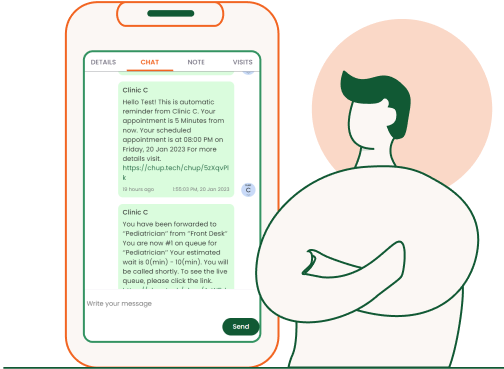 DETAILS CHAT NOTE VISITS
Clinic C
Hello Test! This is automatic
reminder from Clinic C. Your
appointment is 5 Minutes from
now. Your scheduled
appointment is at 08:00 PM on
Friday, 20 Jan 2023 For more
details visit.
https://chup.tech/chup/5zXqvPl
k
16 hours ago 1:55:03 PM, 20 Jan 2023
C
Clinic C
You have been forwarded to
"Pediatrician" from "Front Desk"
You are now #1 on queue for
"Pediatrician" Your estimated
wait is 0(min) - 10(min). You will
be called shortly. To see the live
queue, please click the link.
Write your message
Send